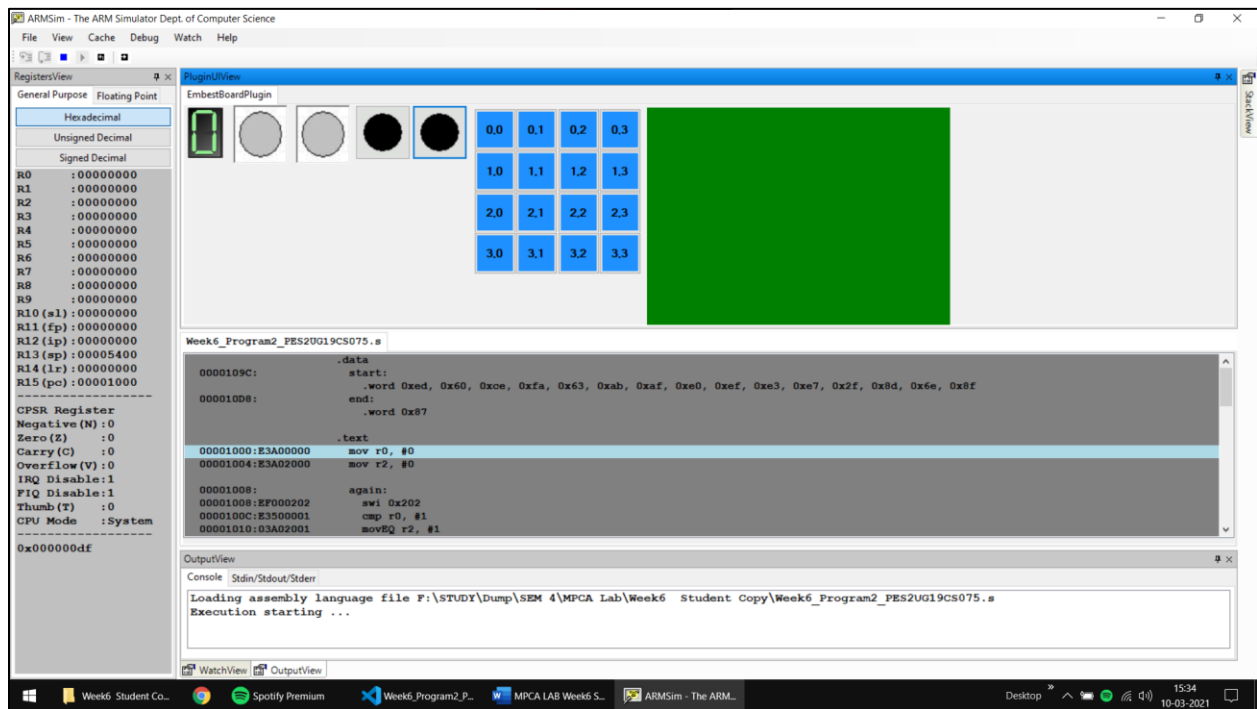 ARMSim - The ARM Simulator Dept. of Computer Science
File View Cache Debug Watch Help
RegistersView
General Purpose Floating Point
Hexadecimal
Unsigned Decimal
Signed Decimal
R0 :00000000
R1 :00000000
R2 :00000000
R3 :00000000
R4 :00000000
R5 :00000000
R6 :00000000
R7 :00000000
R8 :00000000
R9 :00000000
R10(sl):00000000
R11(fp):00000000
R12(ip):00000000
R13(sp):00005400
R14(lr):00000000
R15(pc):00001000
CPSR Register
Negative(N):0
Zero(Z) :0
Carry(C) :0
Overflow(V):0
IRQ Disable:1
FIQ Disable:1
Thumb(T) :0
CPU Mode :System
0x000000df
PluginUIView
EmbestBoardPlugin
0
0,0 0,1 0,2 0,3
1,0 1,1 1,2 1,3
2,0 2,1 2,2 2,3
3,0 3,1 3,2 3,3
StackView
Week6_Program2_PES2UG19CS075.s
.data
0000109C: start:
.word 0xed, 0x60, 0xce, 0xfa, 0x63, 0xab, 0xaf, 0xe0, 0xef, 0xe3, 0xe7, 0x2f, 0x8d, 0x6e, 0x8f
000010D8: end:
.word 0x87
.text
00001000:E3A00000 mov r0, #0
00001004:E3A02000 mov r2, #0
00001008: again:
00001008:EF000202 swi 0x202
0000100C:E3500001 cmp r0, #1
00001010:03A02001 movEQ r2, #1
OutputView
Console Stdin/Stdout/Stderr
Loading assembly language file F:\STUDY\Dump\SEM 4\MPCA Lab\Week6  Student Copy\Week6_Program2_PES2UG19CS075.s
Execution starting ...
WatchView OutputView
Week6 Student Co... Spotify Premium Week6_Program2_P... MPCA LAB Week6 S... ARMSim - The ARM... Desktop 15:34
10-03-2021